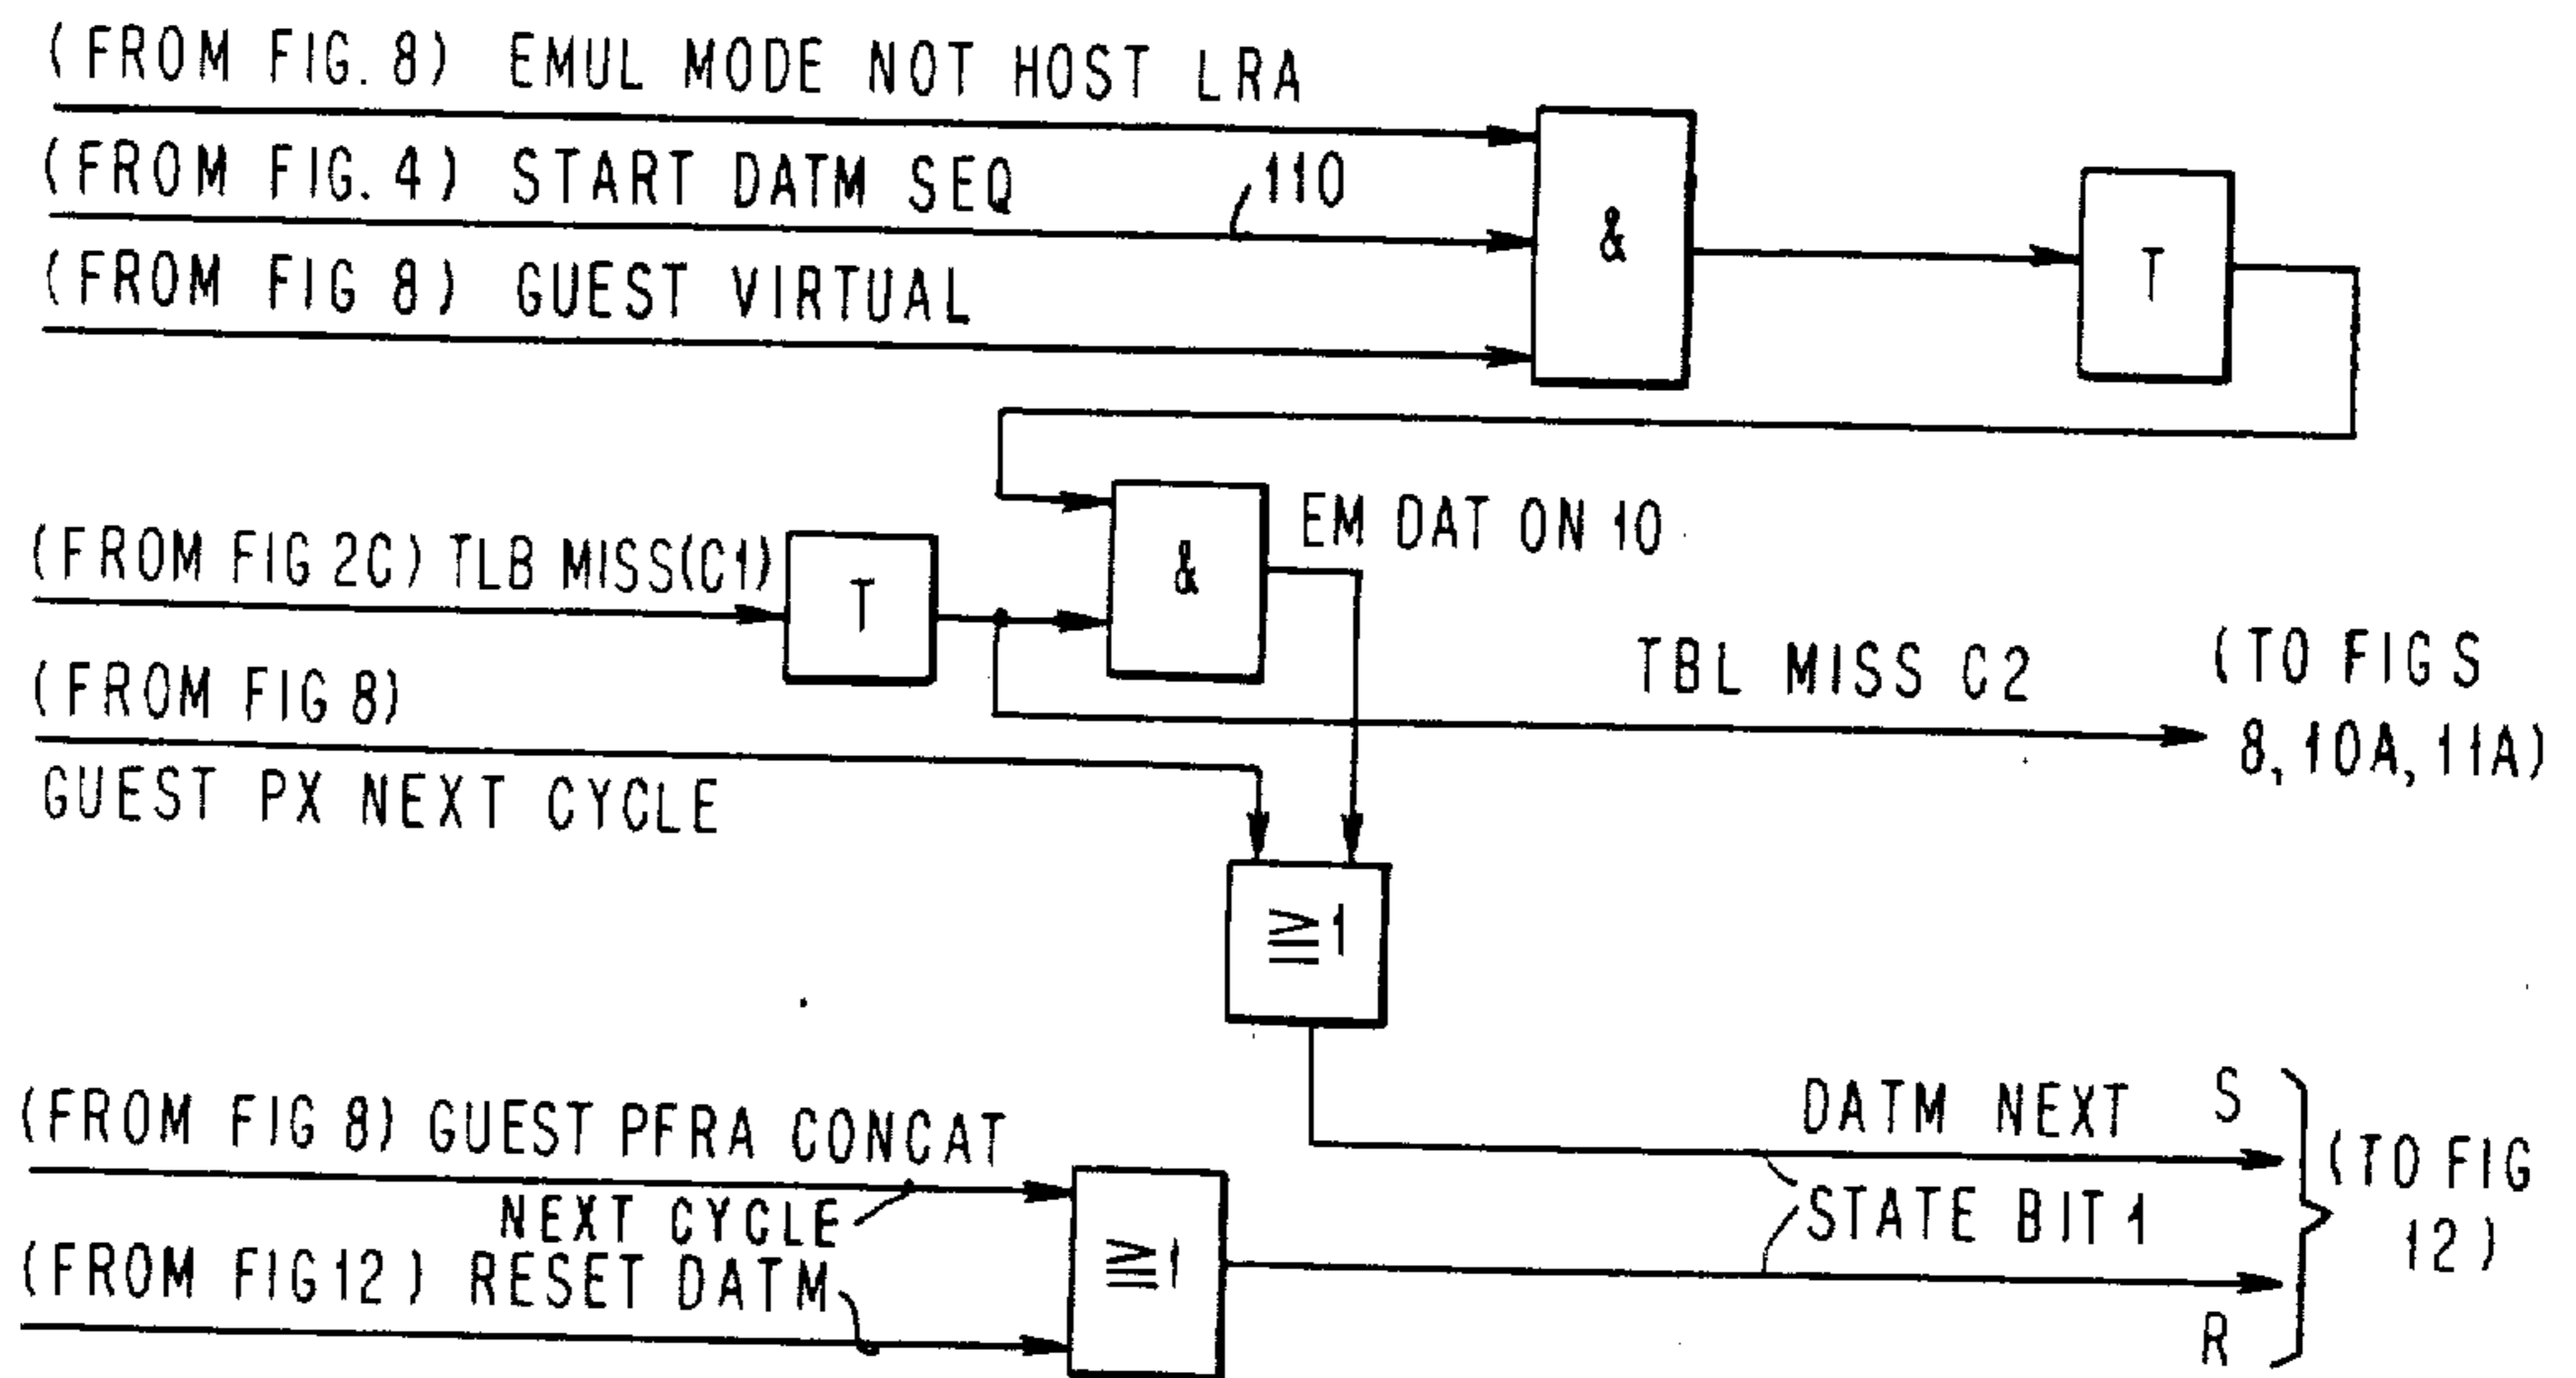 (FROM FIG. 8) EMUL MODE NOT HOST LRA
(FROM FIG. 4) START DATM SEQ
110
(FROM FIG 8) GUEST VIRTUAL
&
T
(FROM FIG 2C) TLB MISS(C1)
T
&
EM DAT ON 10
TBL MISS C2
(TO FIGS
8, 10A, 11A)
(FROM FIG 8)
GUEST PX NEXT CYCLE
≧1
(FROM FIG 8) GUEST PFRA CONCAT
NEXT CYCLE
(FROM FIG 12) RESET DATM
≧1
DATM NEXT S
STATE BIT 1
R
(TO FIG
12)